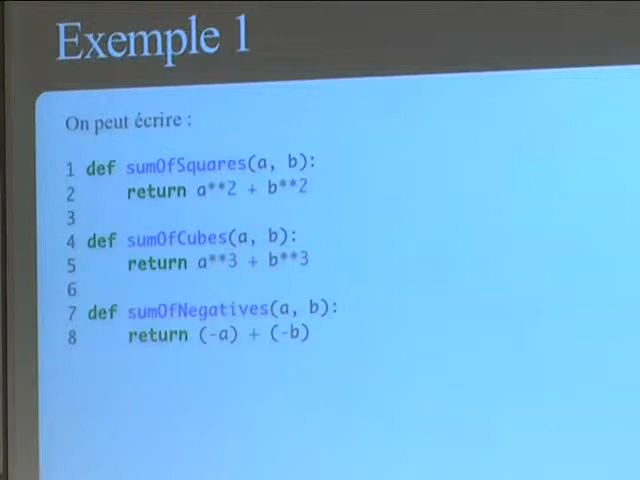 Exemple 1
On peut écrire :
1 def sumOfSquares(a, b):
2     return a**2 + b**2
3
4 def sumOfCubes(a, b):
5     return a**3 + b**3
6
7 def sumOfNegatives(a, b):
8     return (-a) + (-b)